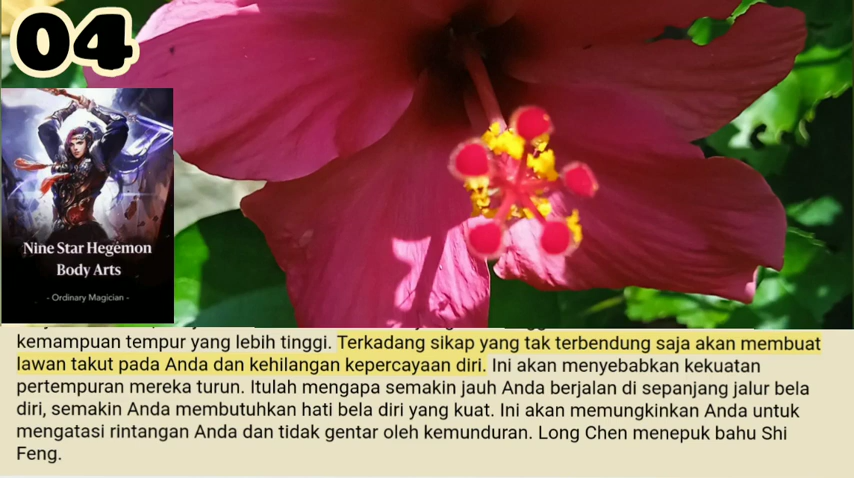 04
Nine Star Hegemon
Body Arts
- Ordinary Magician -
kemampuan tempur yang lebih tinggi. Terkadang sikap yang tak terbendung saja akan membuat
lawan takut pada Anda dan kehilangan kepercayaan diri. Ini akan menyebabkan kekuatan
pertempuran mereka turun. Itulah mengapa semakin jauh Anda berjalan di sepanjang jalur bela
diri, semakin Anda membutuhkan hati bela diri yang kuat. Ini akan memungkinkan Anda untuk
mengatasi rintangan Anda dan tidak gentar oleh kemunduran. Long Chen menepuk bahu Shi
Feng.